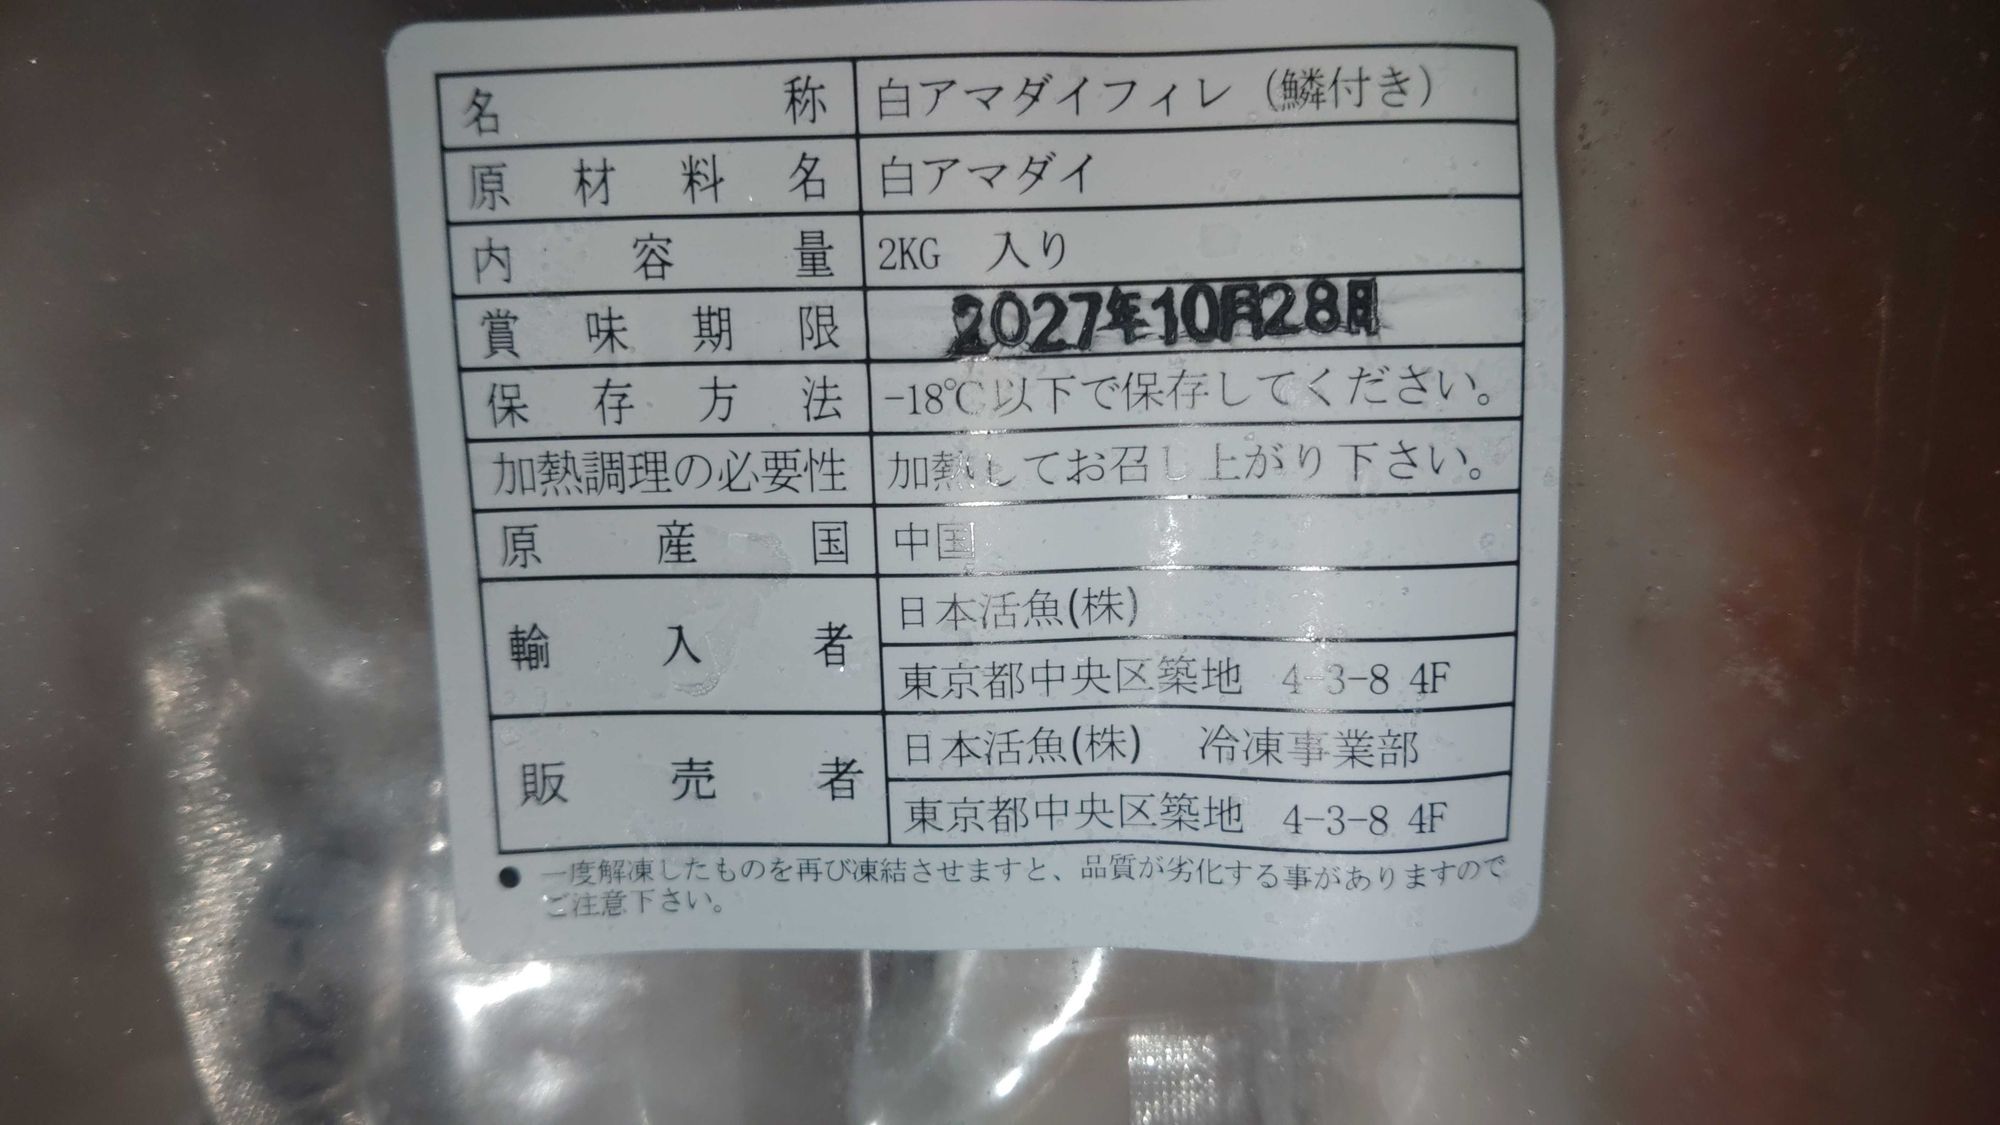 名称 白アマダイフィレ（鱗付き）
原材料名 白アマダイ
内容量 2KG 入り
賞味期限 2027年10月28日
保存方法 -18℃以下で保存してください。
加熱調理の必要性 加熱してお召し上がり下さい。
原産国 中国
輸入者 日本活魚(株)
東京都中央区築地 4-3-8 4F
販売者 日本活魚(株) 冷凍事業部
東京都中央区築地 4-3-8 4F
● 一度解凍したものを再び凍結させますと、品質が劣化する事がありますので
ご注意下さい。